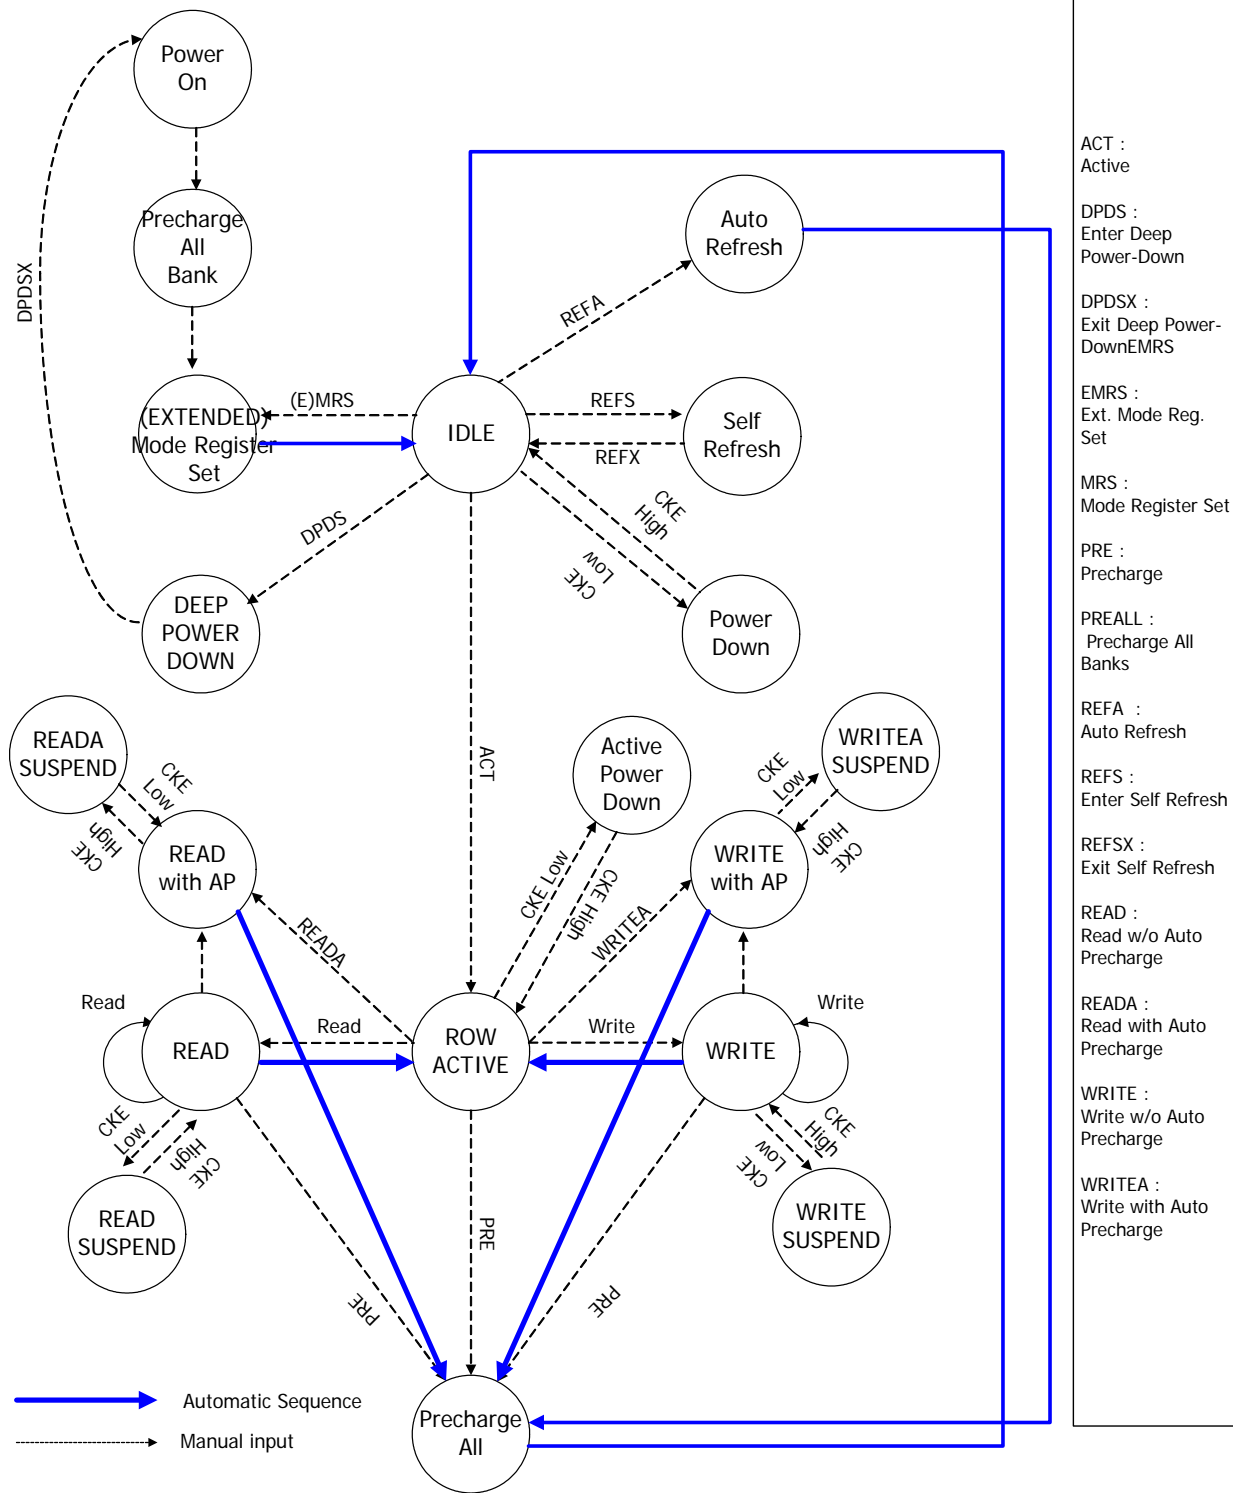 Power
On
Precharge
All
Bank
DPDSX
(EXTENDED)
Mode Register
Set
(E)MRS
IDLE
REFA
Auto
Refresh
REFS
REFX
Self
Refresh
CKE
High
CKE
Low
Power
Down
DPDS
DEEP
POWER
DOWN
ACT
READA
SUSPEND
CKE
Low
CKE
High
READ
with AP
READA
Active
Power
Down
CKE Low
CKE High
WRITEA
WRITEA
SUSPEND
CKE
Low
CKE
High
WRITE
with AP
Read
READ
Read
ROW
ACTIVE
Write
WRITE
Write
CKE
Low
CKE
High
READ
SUSPEND
CKE
High
CKE
Low
WRITE
SUSPEND
PRE
PRE
PRE
Precharge
All
Automatic Sequence
Manual input
ACT :
Active
DPDS :
Enter Deep
Power-Down
DPDSX :
Exit Deep Power-
DownEMRS
EMRS :
Ext. Mode Reg.
Set
MRS :
Mode Register Set
PRE :
Precharge
PREALL :
Precharge All
Banks
REFA :
Auto Refresh
REFS :
Enter Self Refresh
REFSX :
Exit Self Refresh
READ :
Read w/o Auto
Precharge
READA :
Read with Auto
Precharge
WRITE :
Write w/o Auto
Precharge
WRITEA :
Write with Auto
Precharge